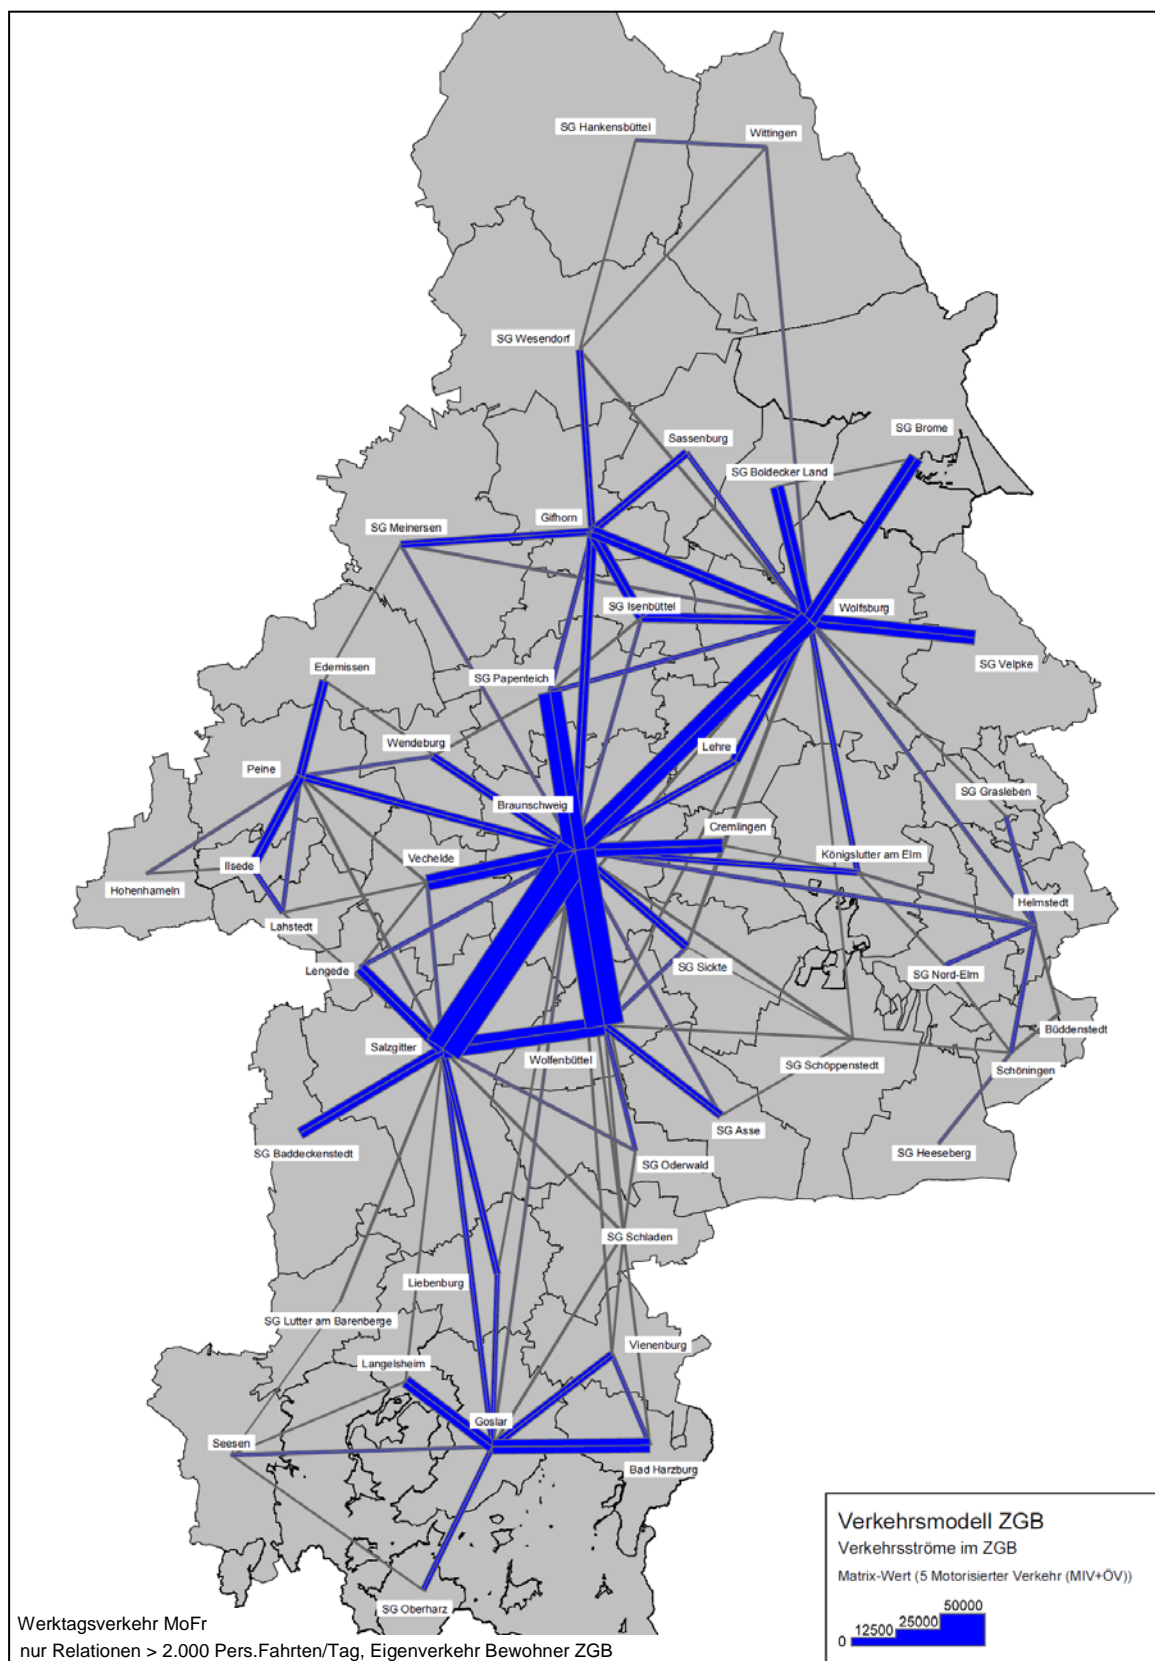 SG Hankensbüttel
Wittingen
SG Wesendorf
SG Brome
Sassenburg
SG Boldecker Land
Gifhorn
SG Meinersen
SG Isenbüttel
Wolfsburg
SG Velpke
Edemissen
SG Papenteich
Wendeburg
Lehre
Peine
SG Grasleben
Braunschweig
Cremlingen
Vechelde
Königslutter am Elm
Ilsede
Hohenhameln
Helmstedt
Lahstedt
Lengede
SG Sickte
SG Nord-Elm
Büddenstedt
Salzgitter
Wolfenbüttel
SG Schöppenstedt
Schöningen
SG Asse
SG Baddeckenstedt
SG Oderwald
SG Heeseberg
SG Schladen
Liebenburg
SG Lutter am Barenberge
Vienenburg
Langelsheim
Goslar
Seesen
Bad Harzburg
SG Oberharz
Verkehrsmodell ZGB
Verkehrsströme im ZGB
Matrix-Wert (5 Motorisierter Verkehr (MIV+ÖV))
0 12500 25000 50000
Werktagsverkehr MoFr
nur Relationen > 2.000 Pers.Fahrten/Tag, Eigenverkehr Bewohner ZGB